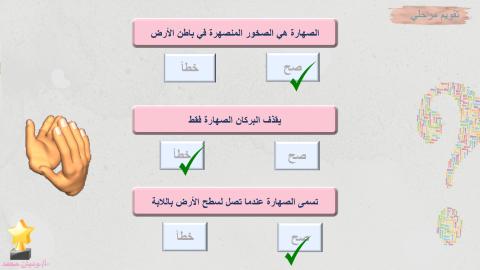 تقويم مرحلي
الصهارة هي الصخور المنصهرة في باطن الأرض
صح
خطأ
يقذف البركان الصهارة فقط
صح
خطأ
تسمى الصهارة عندما تصل لسطح الأرض باللابة
صح
خطأ